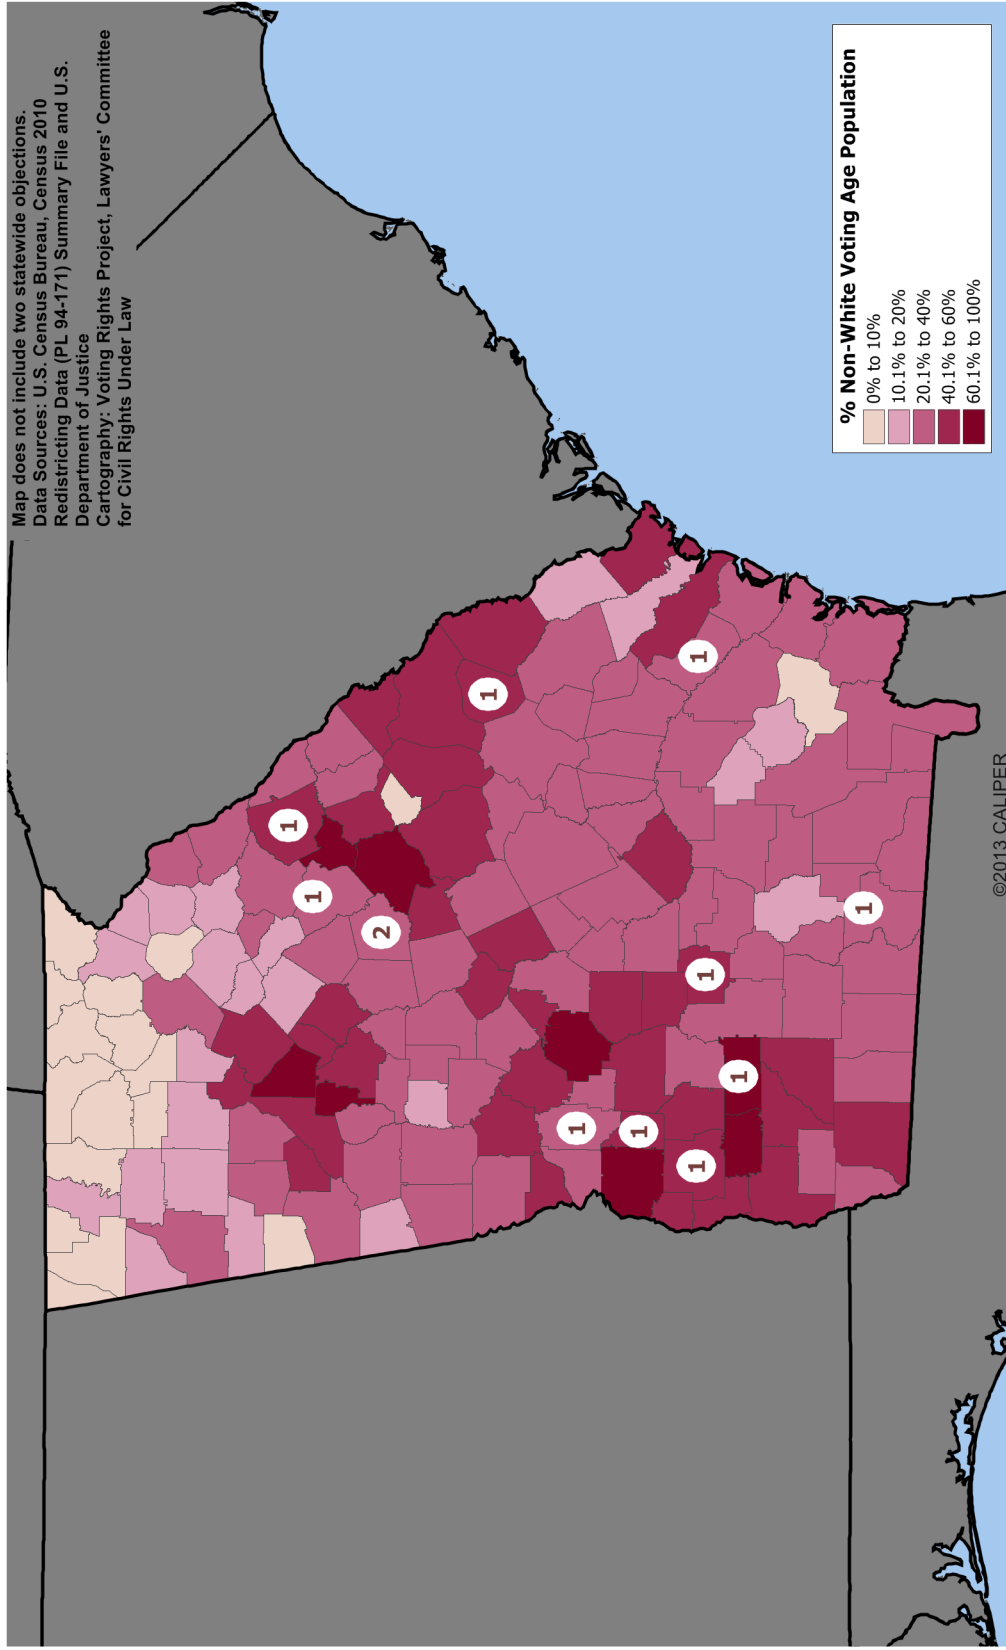 Map does not include two statewide objections.
Data Sources: U.S. Census Bureau, Census 2010
Redistricting Data (PL 94-171) Summary File and U.S.
Department of Justice
Cartography: Voting Rights Project, Lawyers' Committee
for Civil Rights Under Law
1
1
1
2
1
1
1
1
1
1
1
1
% Non-White Voting Age Population
0% to 10%
10.1% to 20%
20.1% to 40%
40.1% to 60%
60.1% to 100%
©2013 CALIPER